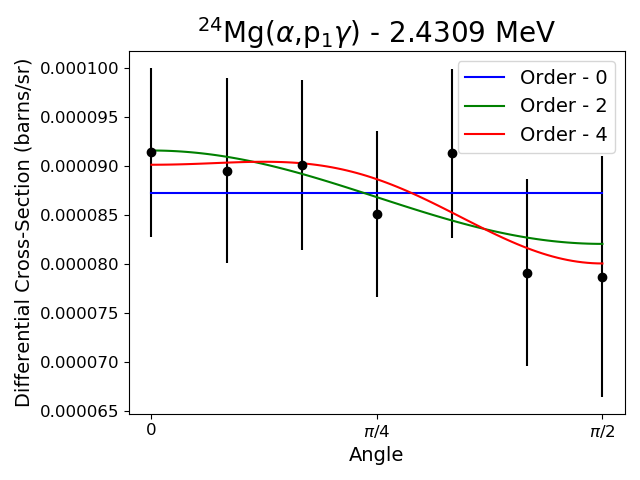 ²⁴Mg(α,p₁γ) - 2.4309 MeV
Differential Cross-Section (barns/sr)
0.000100
0.000095
0.000090
0.000085
0.000080
0.000075
0.000070
0.000065
Order - 0
Order - 2
Order - 4
0
π/4
π/2
Angle